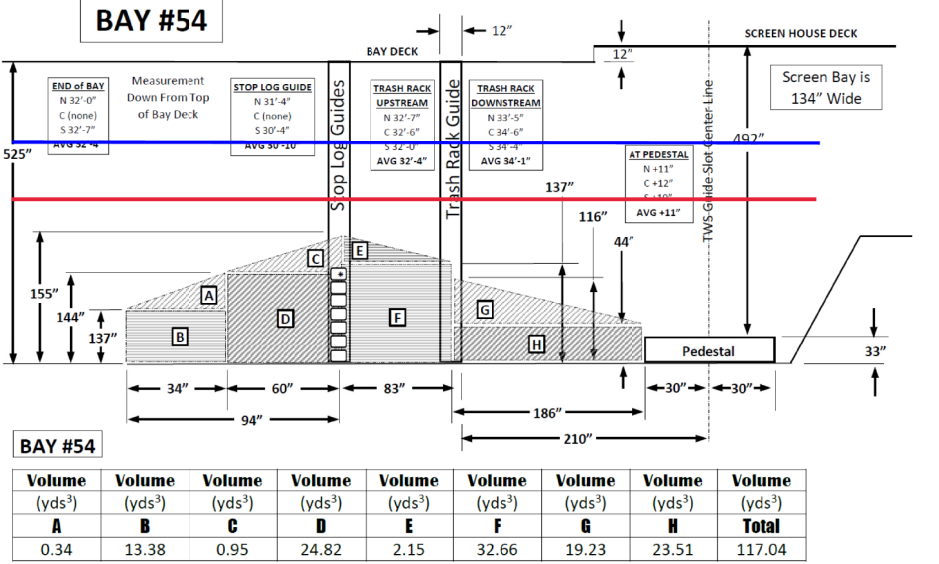 BAY #54
12"
SCREEN HOUSE DECK
BAY DECK
12"
END of BAY
N 32'-0"
C (none)
S 32'-7"
AVG 32'-4"
Measurement
Down From Top
of Bay Deck
STOP LOG GUIDE
N 31'-4"
C (none)
S 30'-4"
AVG 30'-10"
Stop Log Guides
TRASH RACK
UPSTREAM
N 32'-7"
C 32'-6"
S 32'-0"
AVG 32'-4"
Trash Rack Guide
TRASH RACK
DOWNSTREAM
N 33'-5"
C 34'-6"
S 34'-4"
AVG 34'-1"
Screen Bay is
134" Wide
492"
525"
AT PEDESTAL
N +11"
C +12"
S +10"
AVG +11"
TWS Guide Slot Center Line
137"
116"
44"
155"
144"
137"
A
B
C
D
E
F
G
H
*
Pedestal
33"
34"
60"
83"
30"
30"
94"
186"
210"
BAY #54
Volume Volume Volume Volume Volume Volume Volume Volume Volume
(yds³) (yds³) (yds³) (yds³) (yds³) (yds³) (yds³) (yds³) (yds³)
A B C D E F G H Total
0.34 13.38 0.95 24.82 2.15 32.66 19.23 23.51 117.04